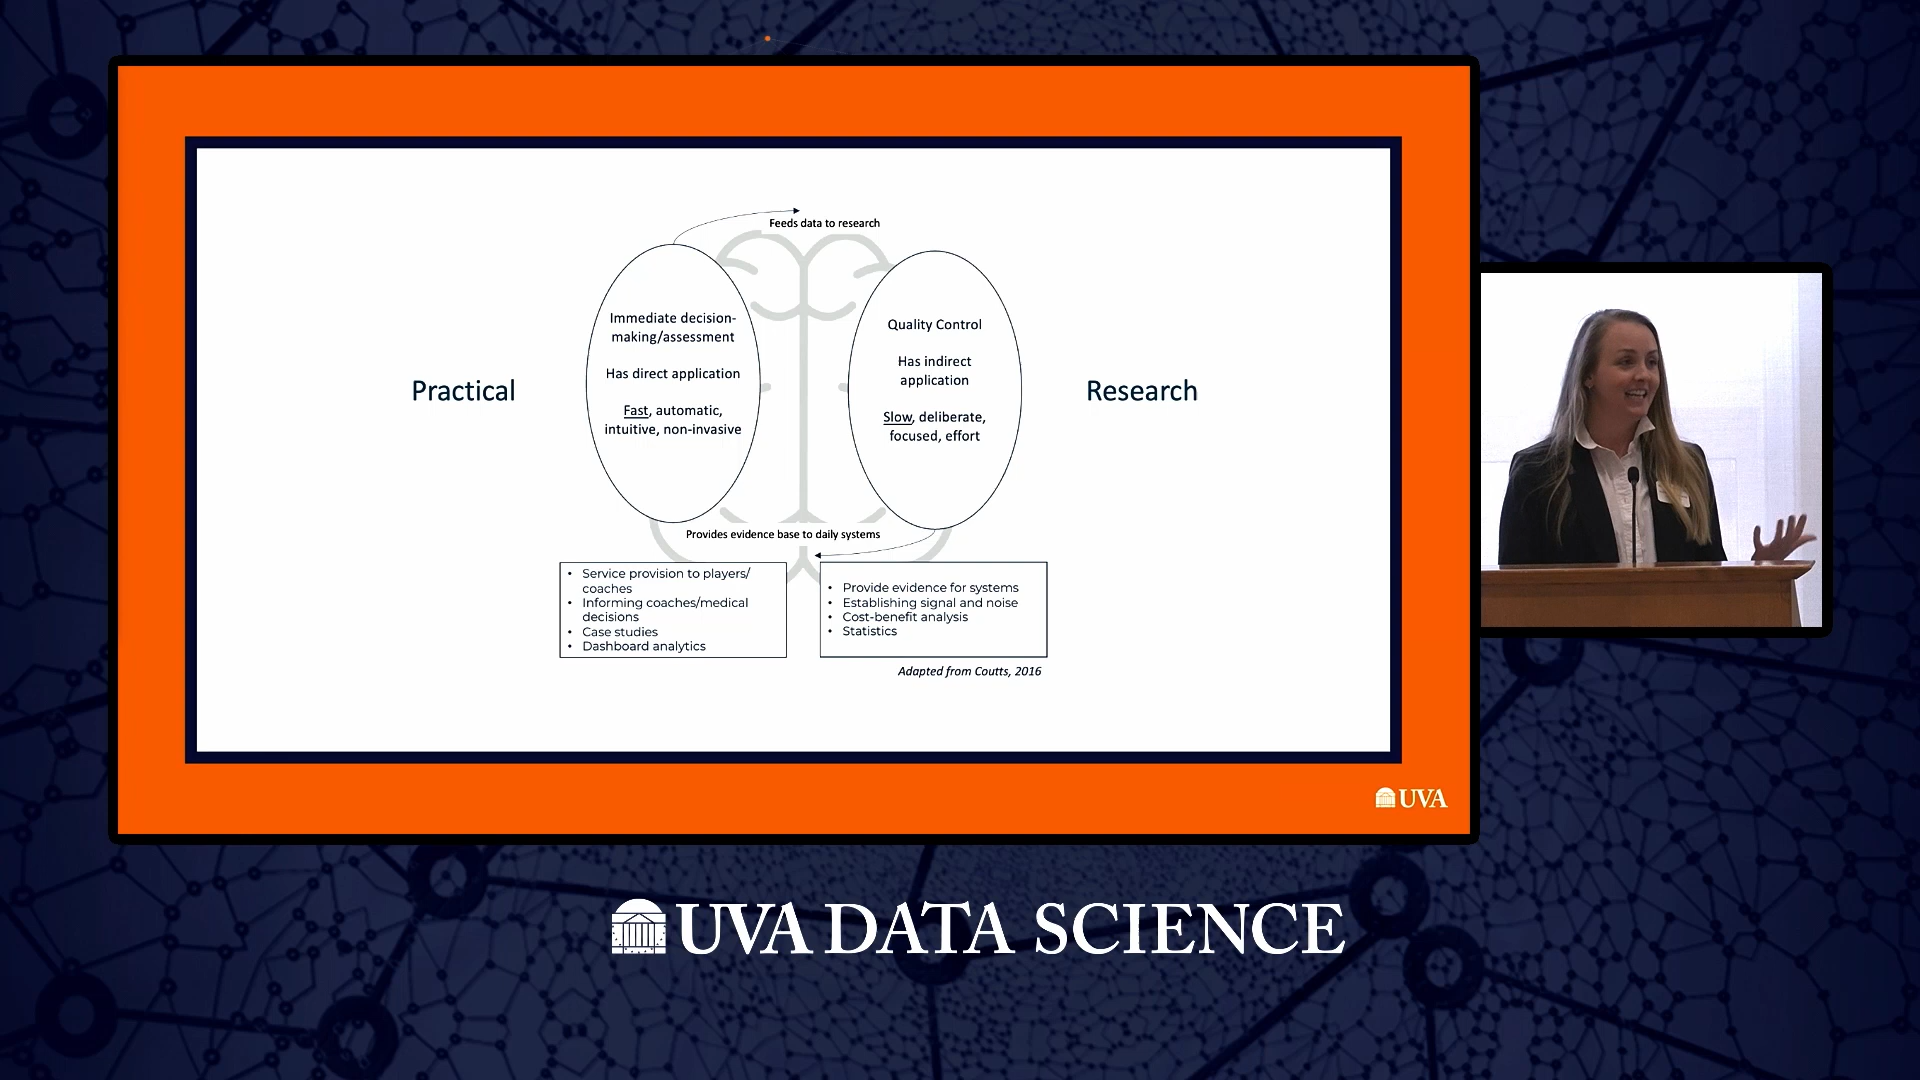 Feeds data to research
Practical
Immediate decision-
making/assessment
Has direct application
Fast, automatic,
intuitive, non-invasive
Quality Control
Has indirect
application
Slow, deliberate,
focused, effort
Research
Provides evidence base to daily systems
• Service provision to players/
coaches
• Informing coaches/medical
decisions
• Case studies
• Dashboard analytics
• Provide evidence for systems
• Establishing signal and noise
• Cost-benefit analysis
• Statistics
Adapted from Coutts, 2016
UVA
UVA DATA SCIENCE